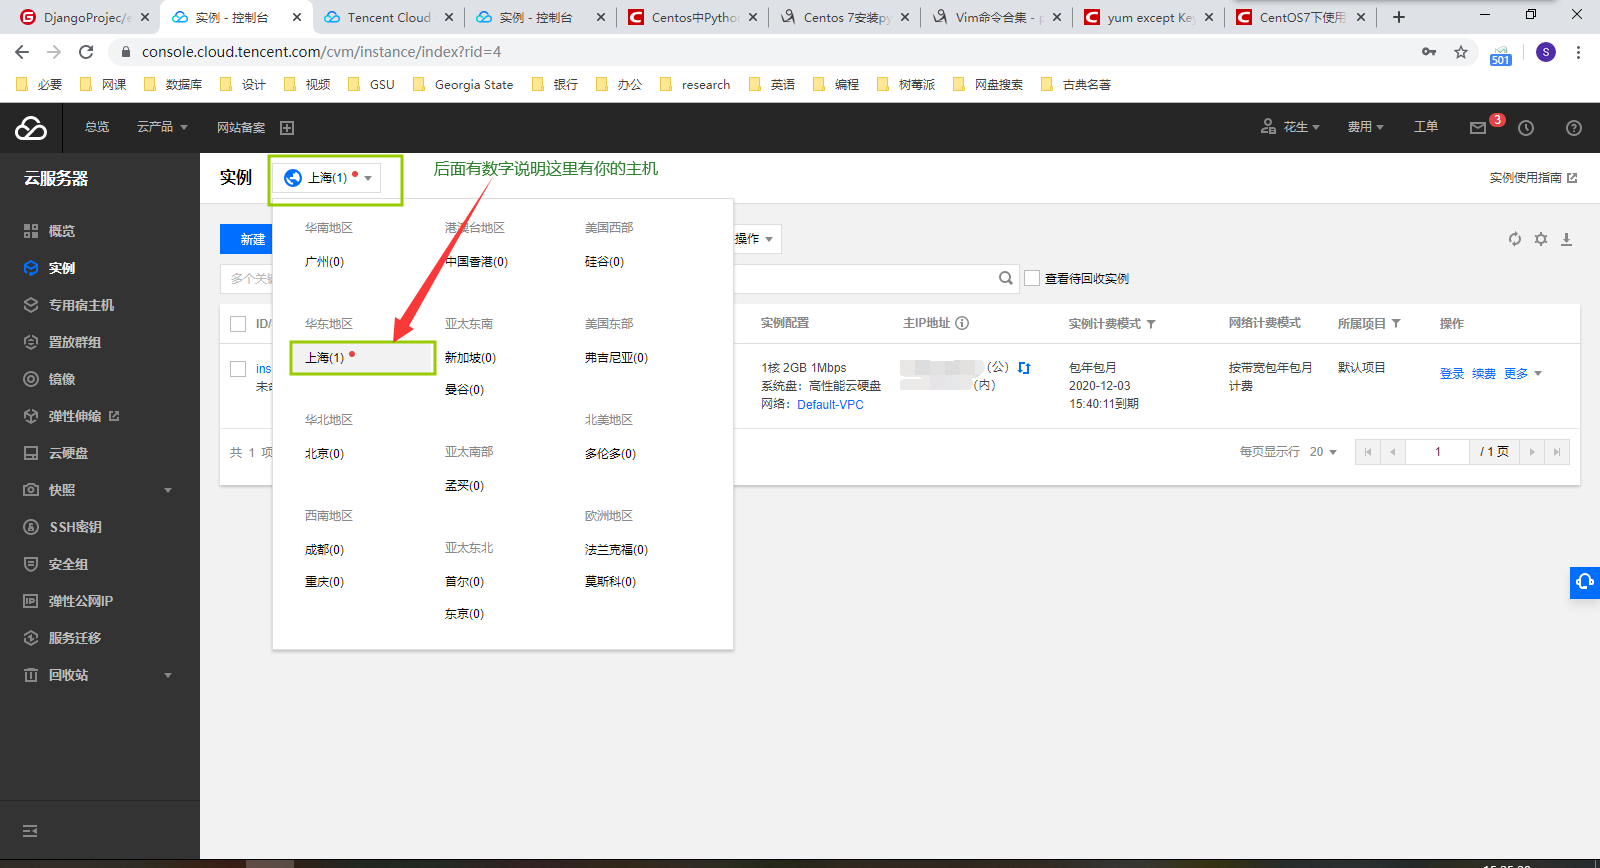 DjangoProjec/e
实例 - 控制台
Tencent Cloud
实例 - 控制台
Centos中Pytho
Centos 7安装py
Vim命令合集 - p
yum except Key
CentOS7下使用
console.cloud.tencent.com/cvm/instance/index?rid=4
501
S
必要
网课
数据库
设计
视频
GSU
Georgia State
银行
办公
research
英语
编程
树莓派
网盘搜索
古典名著
总览
云产品
网站备案
花生
费用
工单
3
云服务器
概览
实例
专用宿主机
置放群组
镜像
弹性伸缩
云硬盘
快照
SSH密钥
安全组
IP 弹性公网IP
服务迁移
回收站
实例
上海(1)
后面有数字说明这里有你的主机
实例使用指南
新建
操作
多个关
查看待回收实例
华南地区
港澳台地区
美国西部
广州(0)
中国香港(0)
硅谷(0)
华东地区
亚太东南
美国东部
上海(1)
新加坡(0)
弗吉尼亚(0)
曼谷(0)
华北地区
北美地区
北京(0)
亚太南部
多伦多(0)
孟买(0)
西南地区
欧洲地区
成都(0)
亚太东北
法兰克福(0)
重庆(0)
首尔(0)
莫斯科(0)
东京(0)
ID/
实例配置
主IP地址
实例计费模式
网络计费模式
所属项目
操作
ins
未命
1核 2GB 1Mbps
系统盘：高性能云硬盘
网络：Default-VPC
(公)
(内)
包年包月
2020-12-03
15:40:11到期
按带宽包年包月
计费
默认项目
登录 续费 更多
共 1 项
每页显示行 20
1
/ 1 页